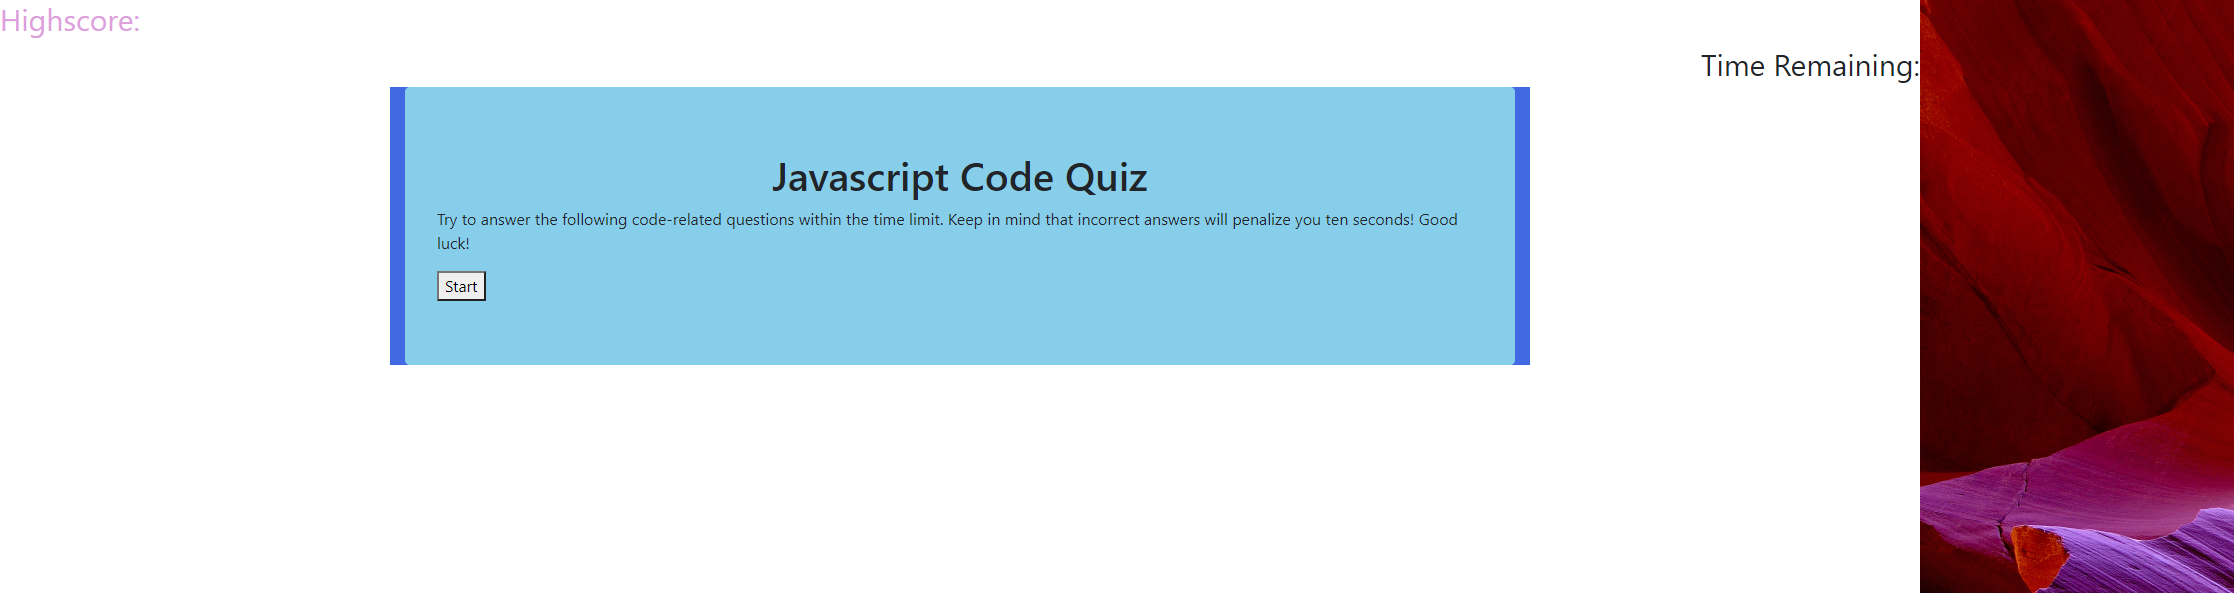 Highscore:
Time Remaining:
Javascript Code Quiz
Try to answer the following code-related questions within the time limit. Keep in mind that incorrect answers will penalize you ten seconds! Good
luck!
Start